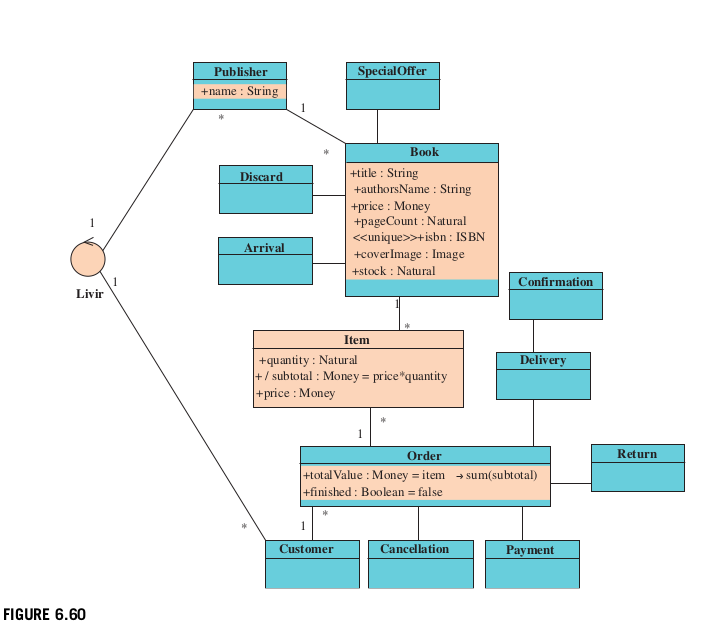 Publisher
+name : String
*
1
SpecialOffer
*
Book
+title : String
+authorsName : String
+price : Money
+pageCount : Natural
<<unique>>+isbn : ISBN
+coverImage : Image
+stock : Natural
Discard
Arrival
1
Livir
1
1
*
Confirmation
Item
+quantity : Natural
+ / subtotal : Money = price*quantity
+price : Money
Delivery
*
1
Order
+totalValue : Money = item →sum(subtotal)
+finished : Boolean = false
Return
*
1
*
Customer
Cancellation
Payment
FIGURE 6.60